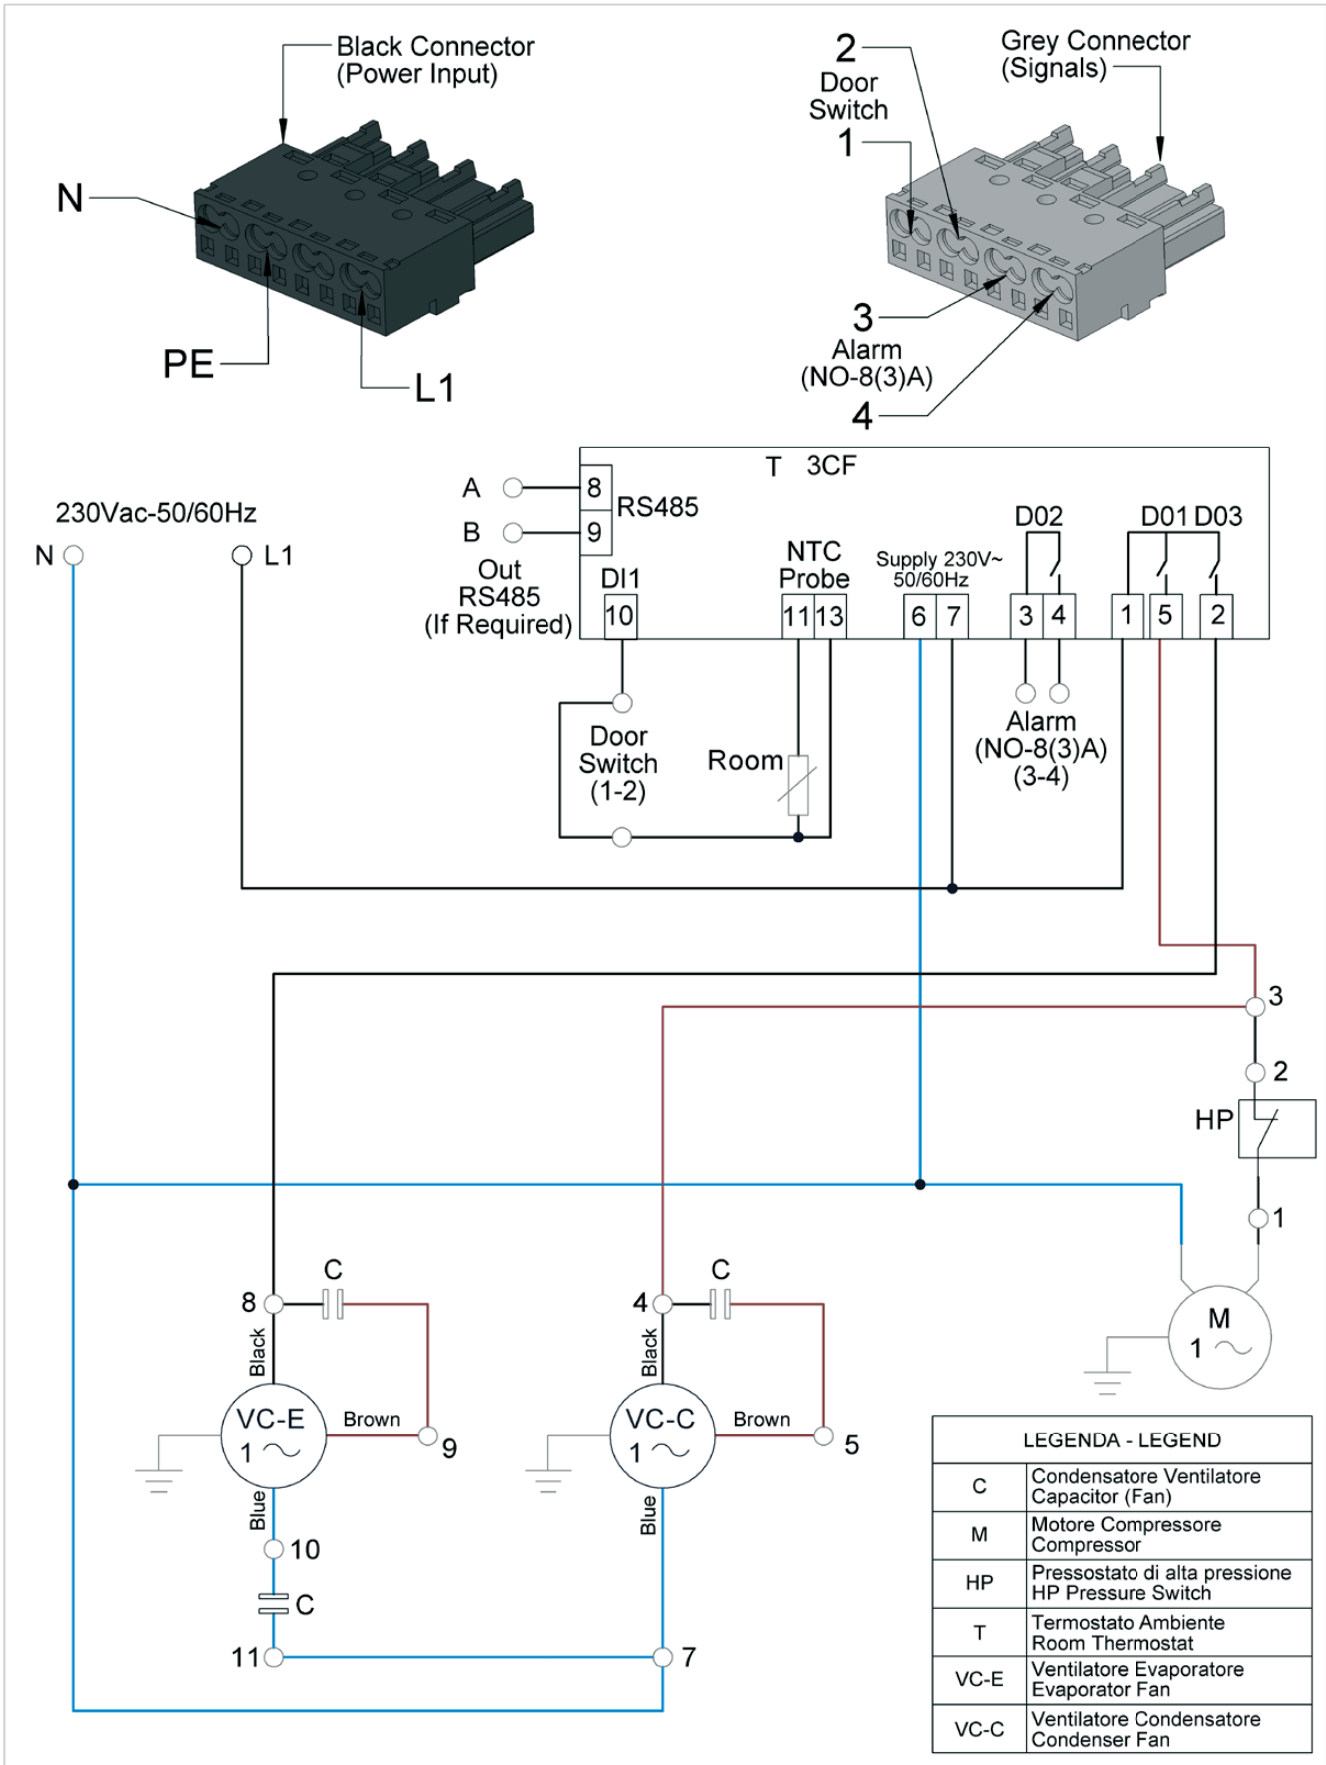 Black Connector
(Power Input)
N
PE
L1
2
Door
Switch
1
Grey Connector
(Signals)
3
Alarm
(NO-8(3)A)
4
230Vac-50/60Hz
N
L1
T 3CF
A
8
RS485
B
9
Out
RS485
(If Required)
DI1
10
NTC
Probe
11 13
Supply 230V~
50/60Hz
6 7
D02
3 4
D01 D03
1 5 2
Door
Switch
(1-2)
Room
Alarm
(NO-8(3)A)
(3-4)
3
2
HP
1
M
1
8
C
Black
VC-E
1
Brown
9
Blue
10
C
11
4
C
Black
VC-C
1
Brown
5
Blue
7
LEGENDA - LEGEND
C
Condensatore Ventilatore
Capacitor (Fan)
M
Motore Compressore
Compressor
HP
Pressostato di alta pressione
HP Pressure Switch
T
Termostato Ambiente
Room Thermostat
VC-E
Ventilatore Evaporatore
Evaporator Fan
VC-C
Ventilatore Condensatore
Condenser Fan